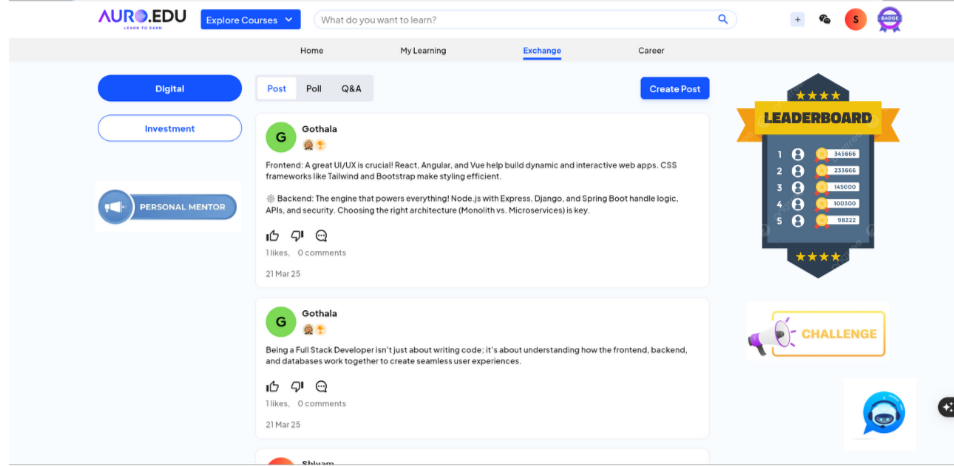 AURO.EDU
LEARN TO EARN
Explore Courses
What do you want to learn?
S
BADGE
Home
My Learning
Exchange
Career
Digital
Investment
PERSONAL MENTOR
Post
Poll
Q&A
Create Post
G
Gothala
Frontend: A great UI/UX is crucial! React, Angular, and Vue help build dynamic and interactive web apps. CSS
frameworks like Tailwind and Bootstrap make styling efficient.
Backend: The engine that powers everything! Node.js with Express, Django, and Spring Boot handle logic,
APIs, and security. Choosing the right architecture (Monolith vs. Microservices) is key.
1 likes, 0 comments
21 Mar 25
G
Gothala
Being a Full Stack Developer isn't just about writing code; it's about understanding how the frontend, backend,
and databases work together to create seamless user experiences.
1 likes, 0 comments
21 Mar 25
Shivam
LEADERBOARD
1 345666
2 233666
3 145000
4 100300
5 98222
CHALLENGE